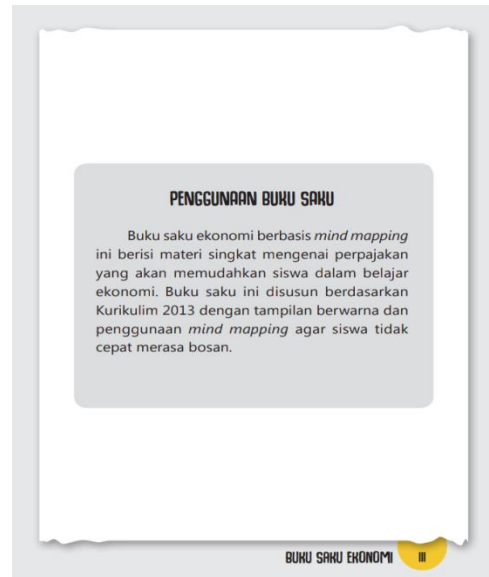 PENGGUNAAN BUKU SAKU
Buku saku ekonomi berbasis mind mapping
ini berisi materi singkat mengenai perpajakan
yang akan memudahkan siswa dalam belajar
ekonomi. Buku saku ini disusun berdasarkan
Kurikulim 2013 dengan tampilan berwarna dan
penggunaan mind mapping agar siswa tidak
cepat merasa bosan.
BUKU SAKU EKONOMI III